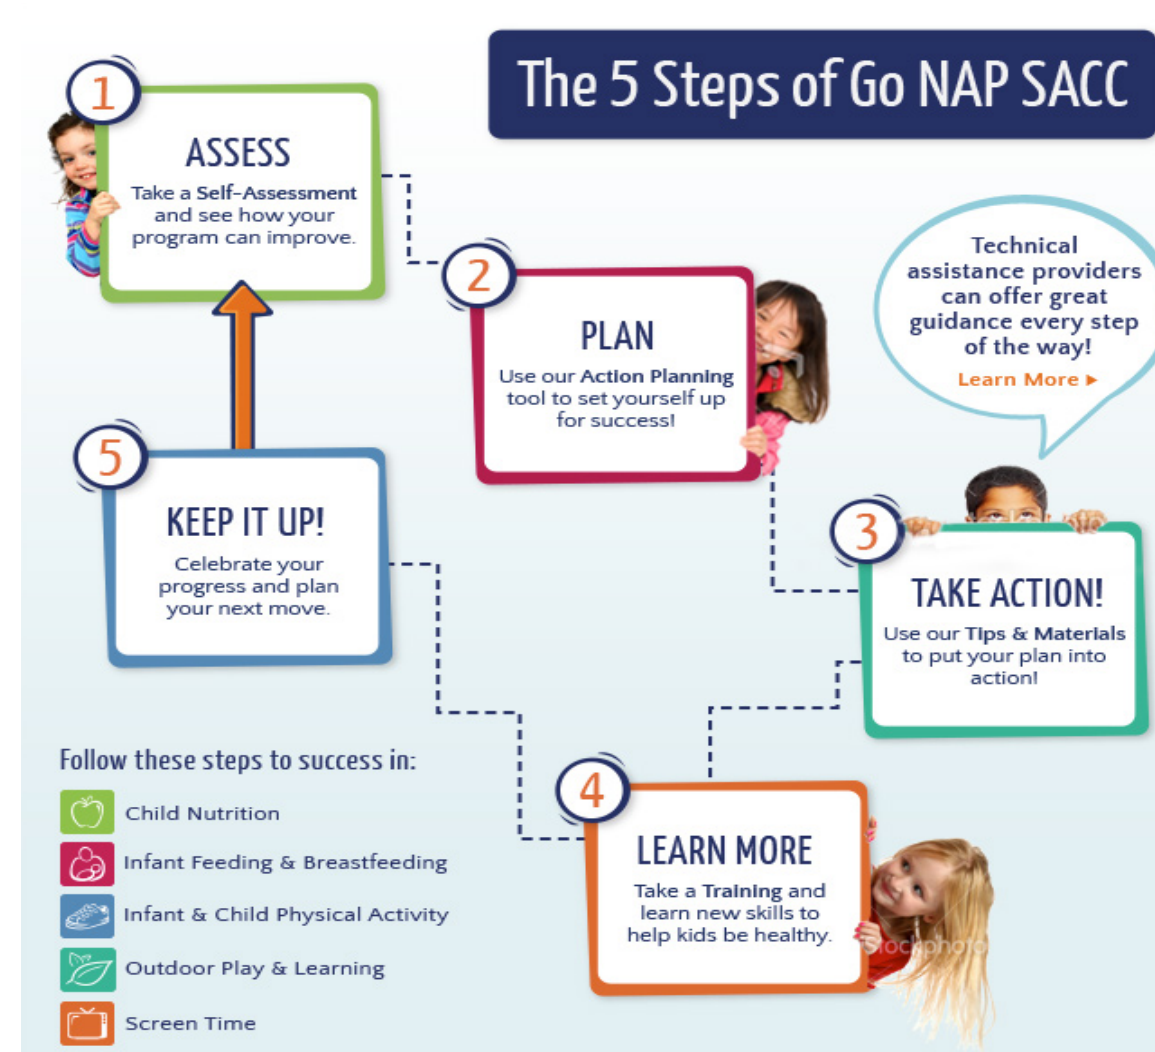 The 5 Steps of Go NAP SACC
1
ASSESS
Take a Self-Assessment
and see how your
program can improve.
2
PLAN
Use our Action Planning
tool to set yourself up
for success!
Technical
assistance providers
can offer great
guidance every step
of the way!
Learn More ▶
3
TAKE ACTION!
Use our Tips & Materials
to put your plan into
action!
4
LEARN MORE
Take a Training and
learn new skills to
help kids be healthy.
iStockphoto
5
KEEP IT UP!
Celebrate your
progress and plan
your next move.
Follow these steps to success in:
Child Nutrition
Infant Feeding & Breastfeeding
Infant & Child Physical Activity
Outdoor Play & Learning
Screen Time